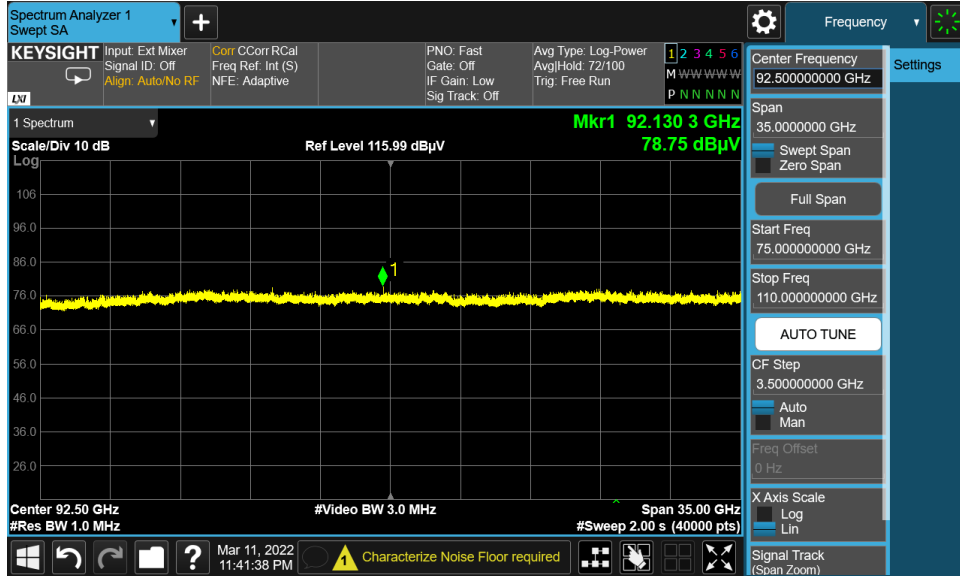 Spectrum Analyzer 1
Swept SA
+
Frequency
KEYSIGHT
LXI
Input: Ext Mixer
Signal ID: Off
Align: Auto/No RF
Corr CCorr RCal
Freq Ref: Int (S)
NFE: Adaptive
PNO: Fast
Gate: Off
IF Gain: Low
Sig Track: Off
Avg Type: Log-Power
Avg|Hold: 72/100
Trig: Free Run
1 2 3 4 5 6
M W W W W W
P N N N N N
1 Spectrum
Mkr1 92.130 3 GHz
Scale/Div 10 dB
Ref Level 115.99 dBµV
78.75 dBµV
Log
106
96.0
86.0
1
76.0
66.0
56.0
46.0
36.0
26.0
Center 92.50 GHz
#Video BW 3.0 MHz
Span 35.00 GHz
#Res BW 1.0 MHz
#Sweep 2.00 s (40000 pts)
Center Frequency
92.500000000 GHz
Span
35.0000000 GHz
Swept Span
Zero Span
Full Span
Start Freq
75.000000000 GHz
Stop Freq
110.000000000 GHz
AUTO TUNE
CF Step
3.500000000 GHz
Auto
Man
Freq Offset
0 Hz
X Axis Scale
Log
Lin
Signal Track
(Span Zoom)
Settings
?
Mar 11, 2022
11:41:38 PM
1
Characterize Noise Floor required